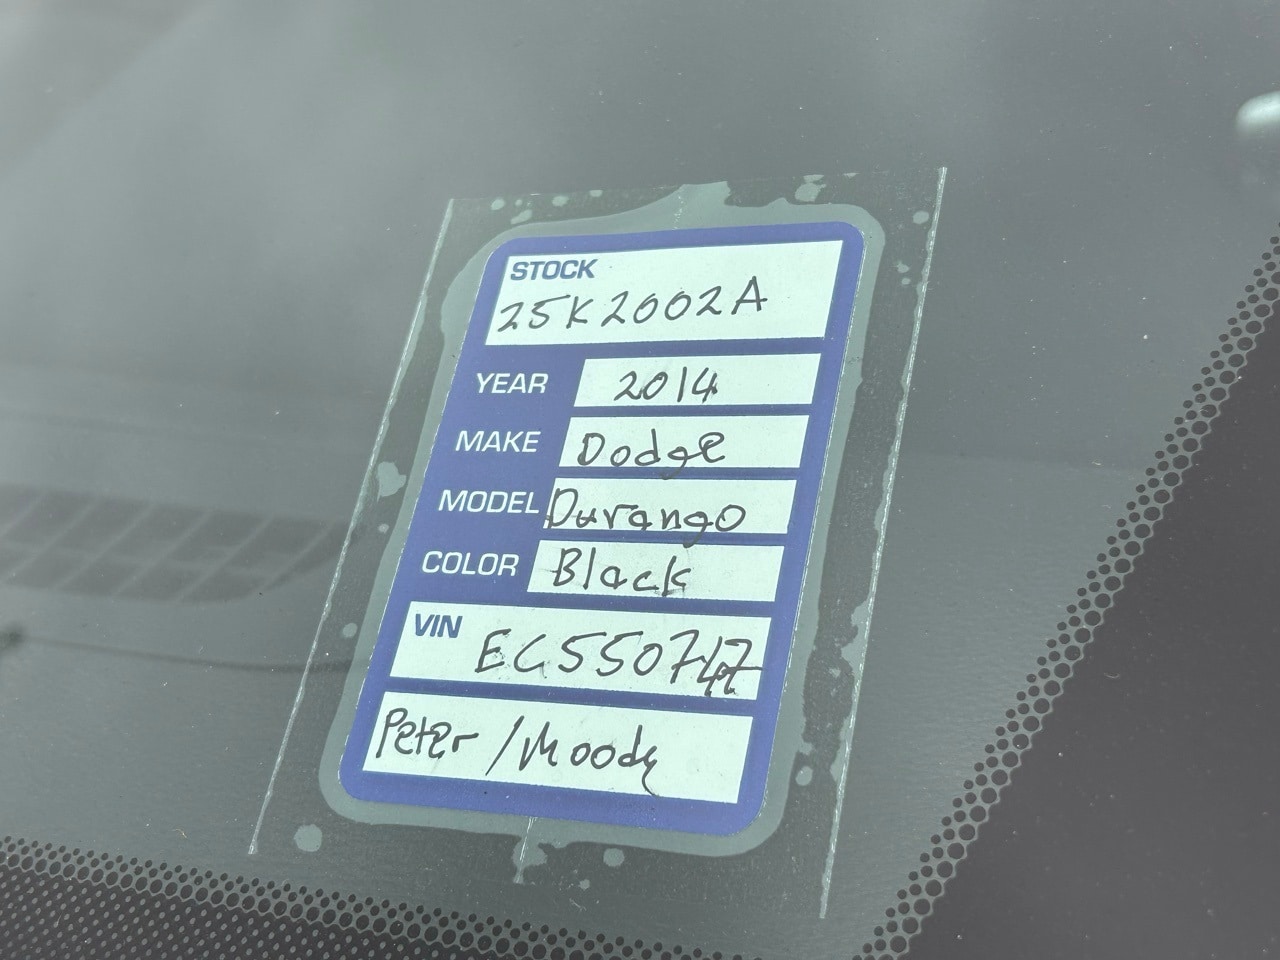 STOCK
25K2002A
YEAR 2014
MAKE Dodge
MODEL Durango
COLOR Black
VIN EC550747
Peter / Moody